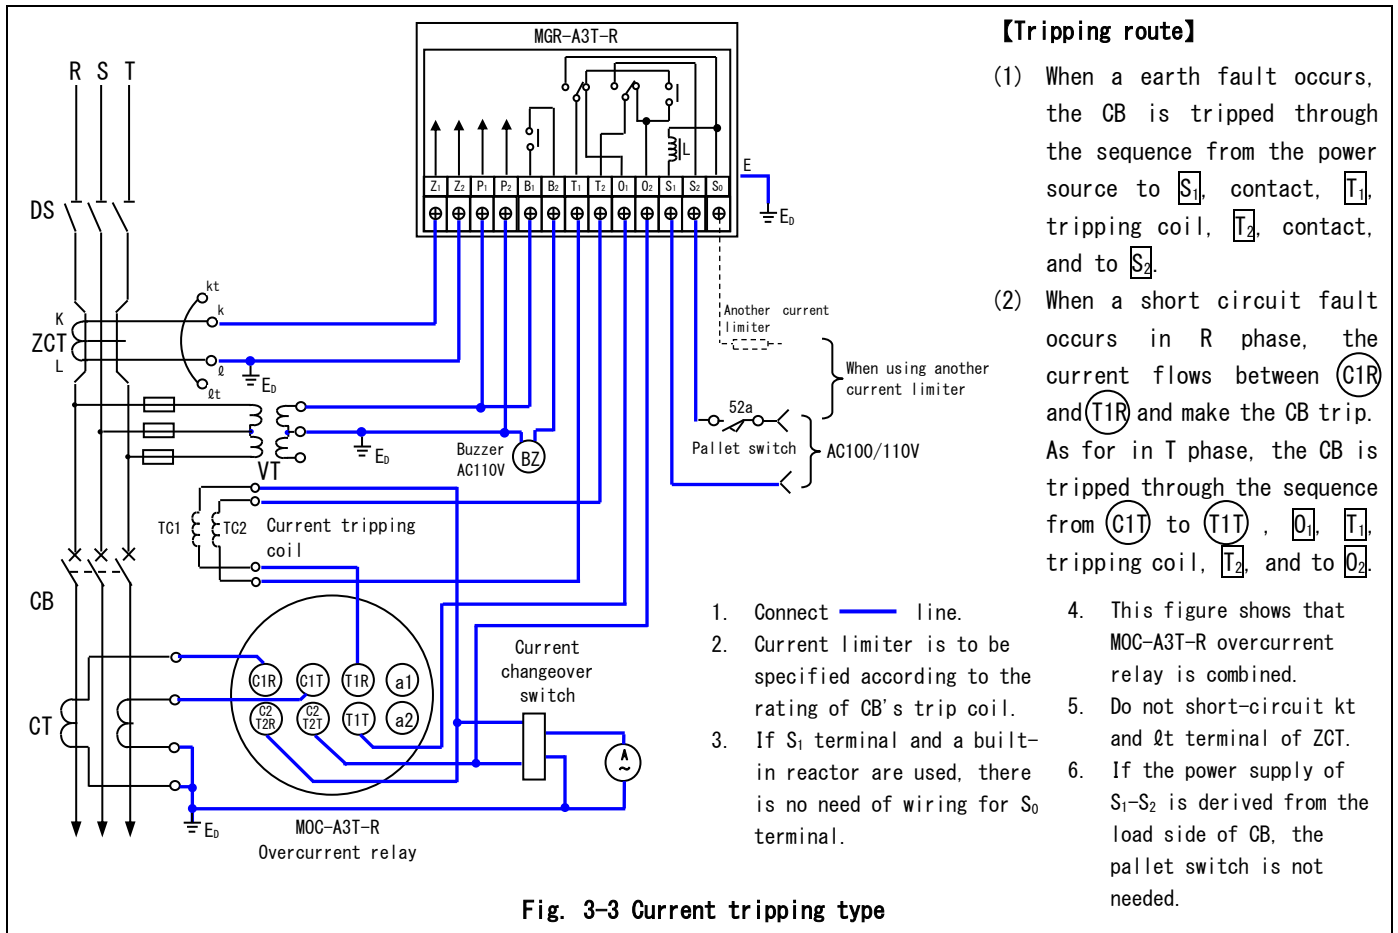 MGR-A3T-R
R S T
Z1 Z2 P1 P2 B1 B2 T1 T2 O1 O2 S1 S2 S0
L
E
ED
DS
kt
k
K
ZCT
L
ℓ
ED
ℓt
Another current
limiter
When using another
current limiter
52a
Pallet switch
AC100/110V
Buzzer
AC110V
BZ
ED
VT
TC1
TC2
Current tripping
coil
CB
C1R C1T T1R a1
C2
T2R
C2
T2T
T1T a2
CT
Current
changeover
switch
A
~
ED
MOC-A3T-R
Overcurrent relay
【Tripping route】
(1) When a earth fault occurs,
the CB is tripped through
the sequence from the power
source to S1, contact, T1,
tripping coil, T2, contact,
and to S2.
(2) When a short circuit fault
occurs in R phase, the
current flows between C1R
and T1R and make the CB trip.
As for in T phase, the CB is
tripped through the sequence
from C1T to T1T , O1, T1,
tripping coil, T2, and to O2.
1. Connect line.
2. Current limiter is to be
specified according to the
rating of CB's trip coil.
3. If S1 terminal and a built-
in reactor are used, there
is no need of wiring for S0
terminal.
4. This figure shows that
MOC-A3T-R overcurrent
relay is combined.
5. Do not short-circuit kt
and ℓt terminal of ZCT.
6. If the power supply of
S1-S2 is derived from the
load side of CB, the
pallet switch is not
needed.
Fig. 3-3 Current tripping type